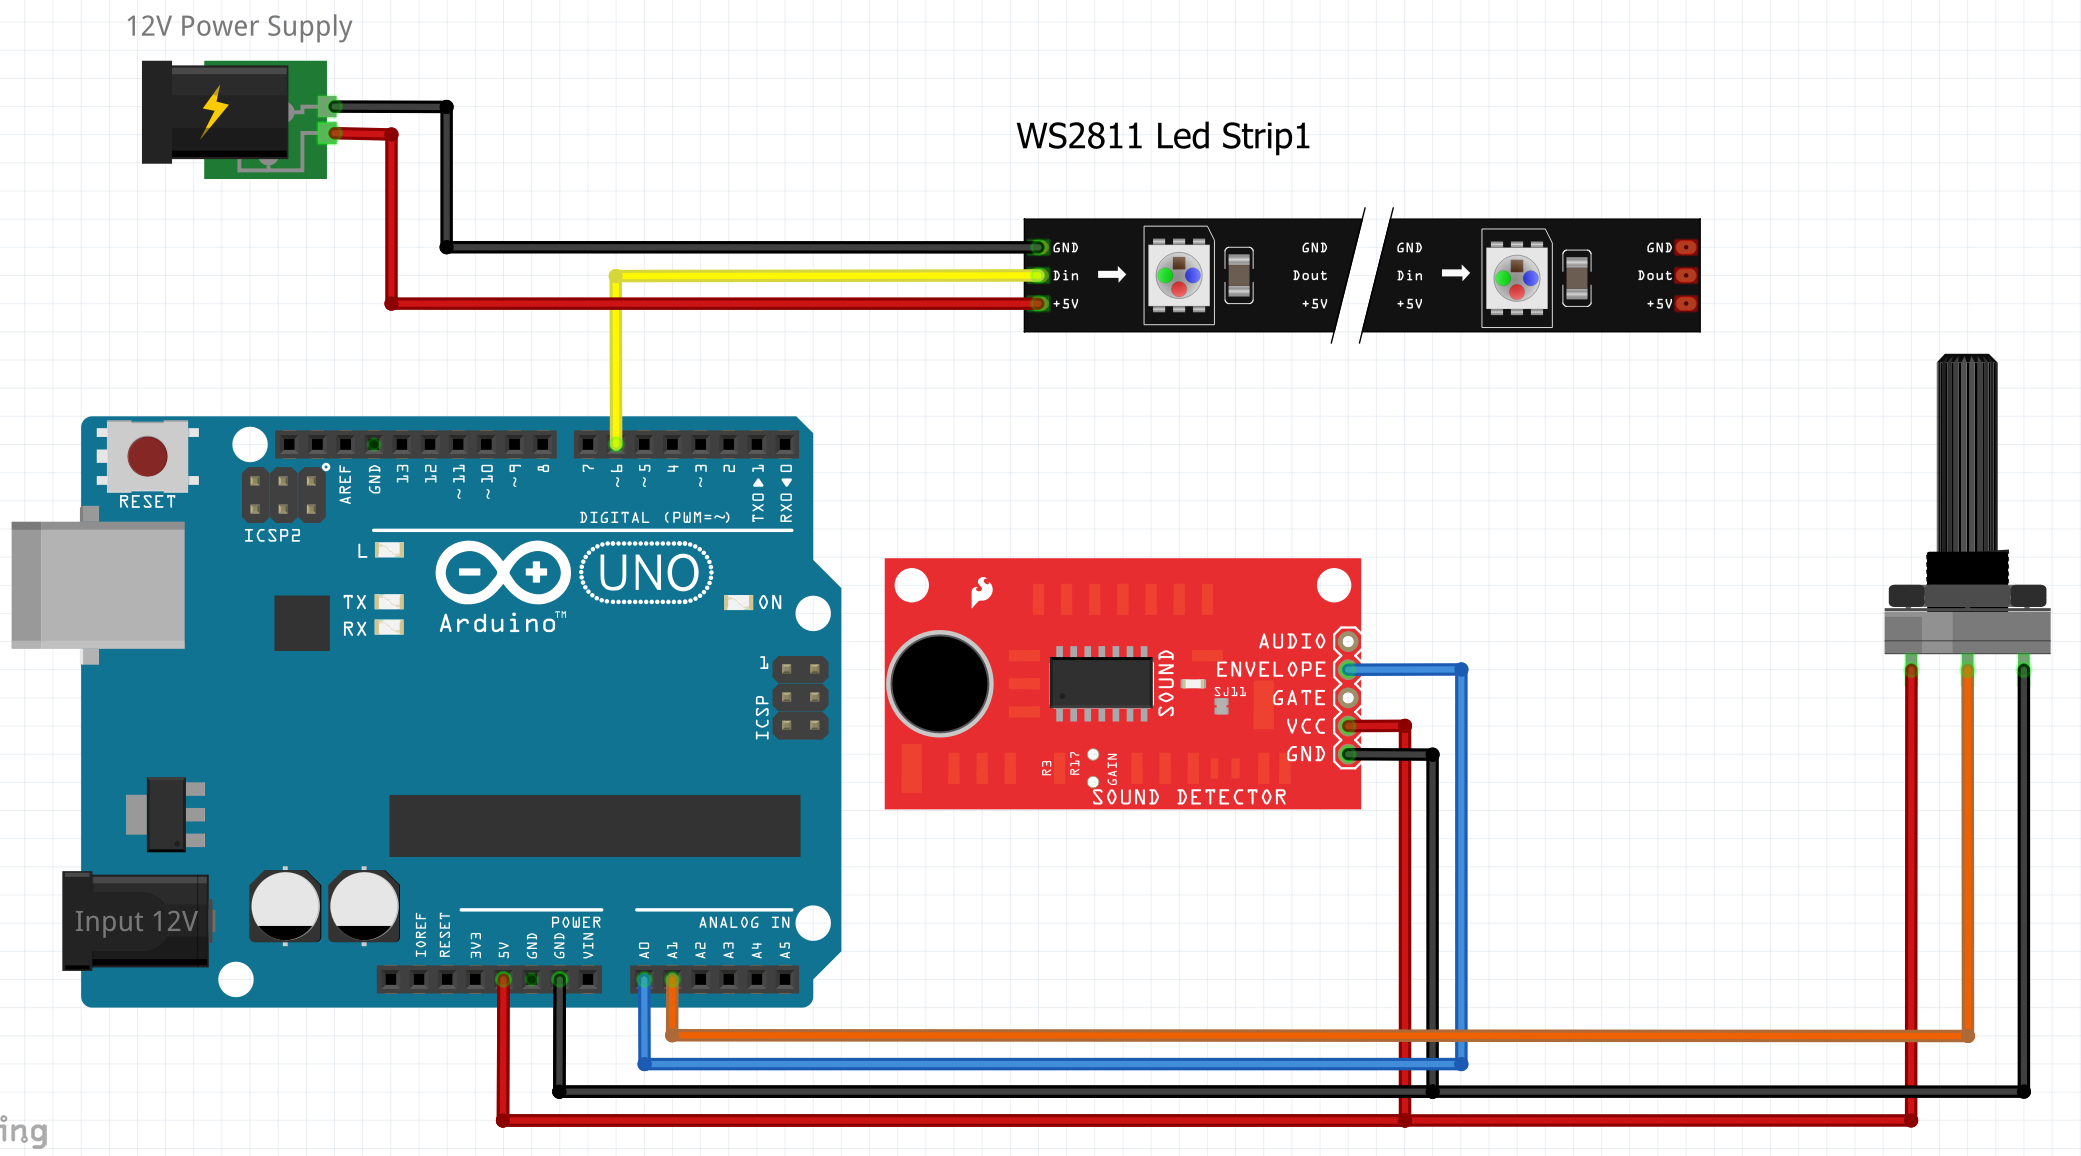 12V Power Supply
WS2811 Led Strip1
GND
Din
+5V
GND
Dout
+5V
GND
Din
+5V
GND
Dout
+5V
RESET
ICSP2
AREF
GND
13
12
~11
~10
~9
8
7
~6
~5
4
~3
2
TX0▶1
RX0◀0
DIGITAL (PWM=~)
L
TX
RX
UNO
Arduino™
ON
1
ICSP
Input 12V
IOREF
RESET
3V3
5V
GND
GND
VIN
POWER
ANALOG IN
A0
A1
A2
A3
A4
A5
AUDIO
ENVELOPE
GATE
VCC
GND
SOUND
SJ11
R3
R17
GAIN
SOUND DETECTOR
ing